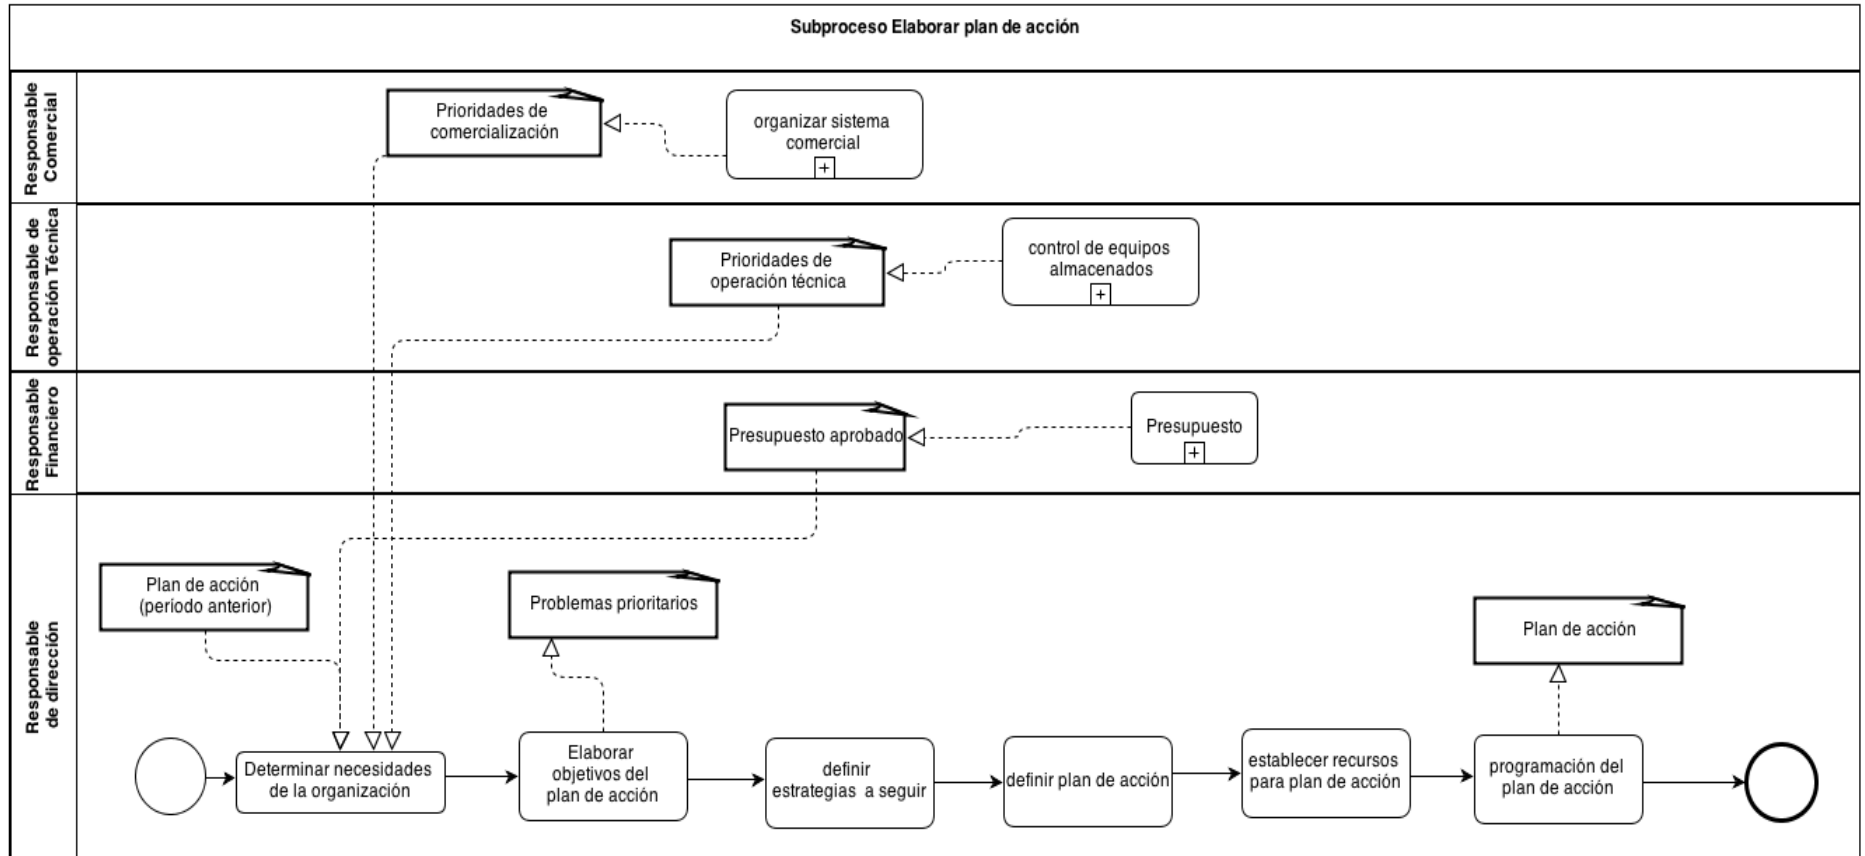 Subproceso Elaborar plan de acción
Responsable
Comercial
Prioridades de
comercialización
organizar sistema
comercial
+
Responsable de
operación Técnica
Prioridades de
operación técnica
control de equipos
almacenados
+
Responsable
Financiero
Presupuesto aprobado
Presupuesto
+
Responsable
de dirección
Plan de acción
(periodo anterior)
Problemas prioritarios
Plan de acción
Determinar necesidades
de la organización
Elaborar
objetivos del
plan de acción
definir
estrategias a seguir
definir plan de acción
establecer recursos
para plan de acción
programación del
plan de acción